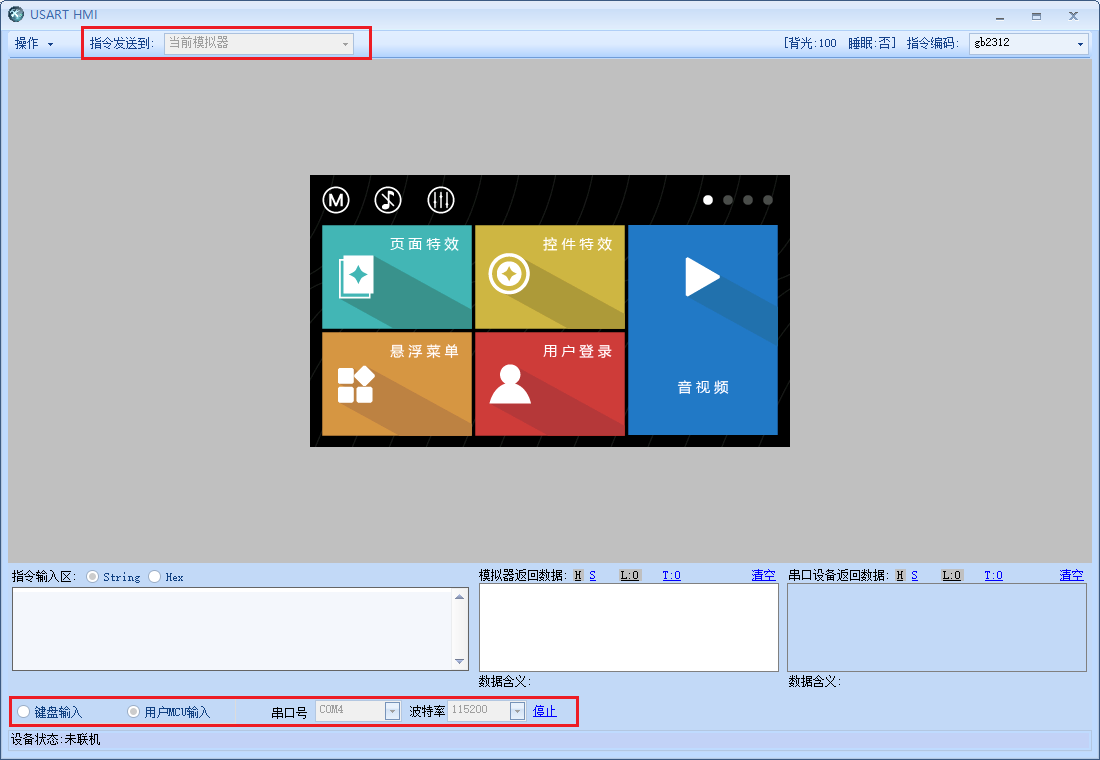 USART HMI
操作 指令发送到: 当前模拟器 [背光:100 睡眠:否] 指令编码: gb2312
M
页面特效 控件特效
悬浮菜单 用户登录
音视频
指令输入区: String Hex 模拟器返回数据: H S L:0 T:0 清空 串口设备返回数据: H S L:0 T:0 清空
数据含义: 数据含义:
键盘输入 用户MCU输入 串口号 COM4 波特率 115200 停止
设备状态:未联机